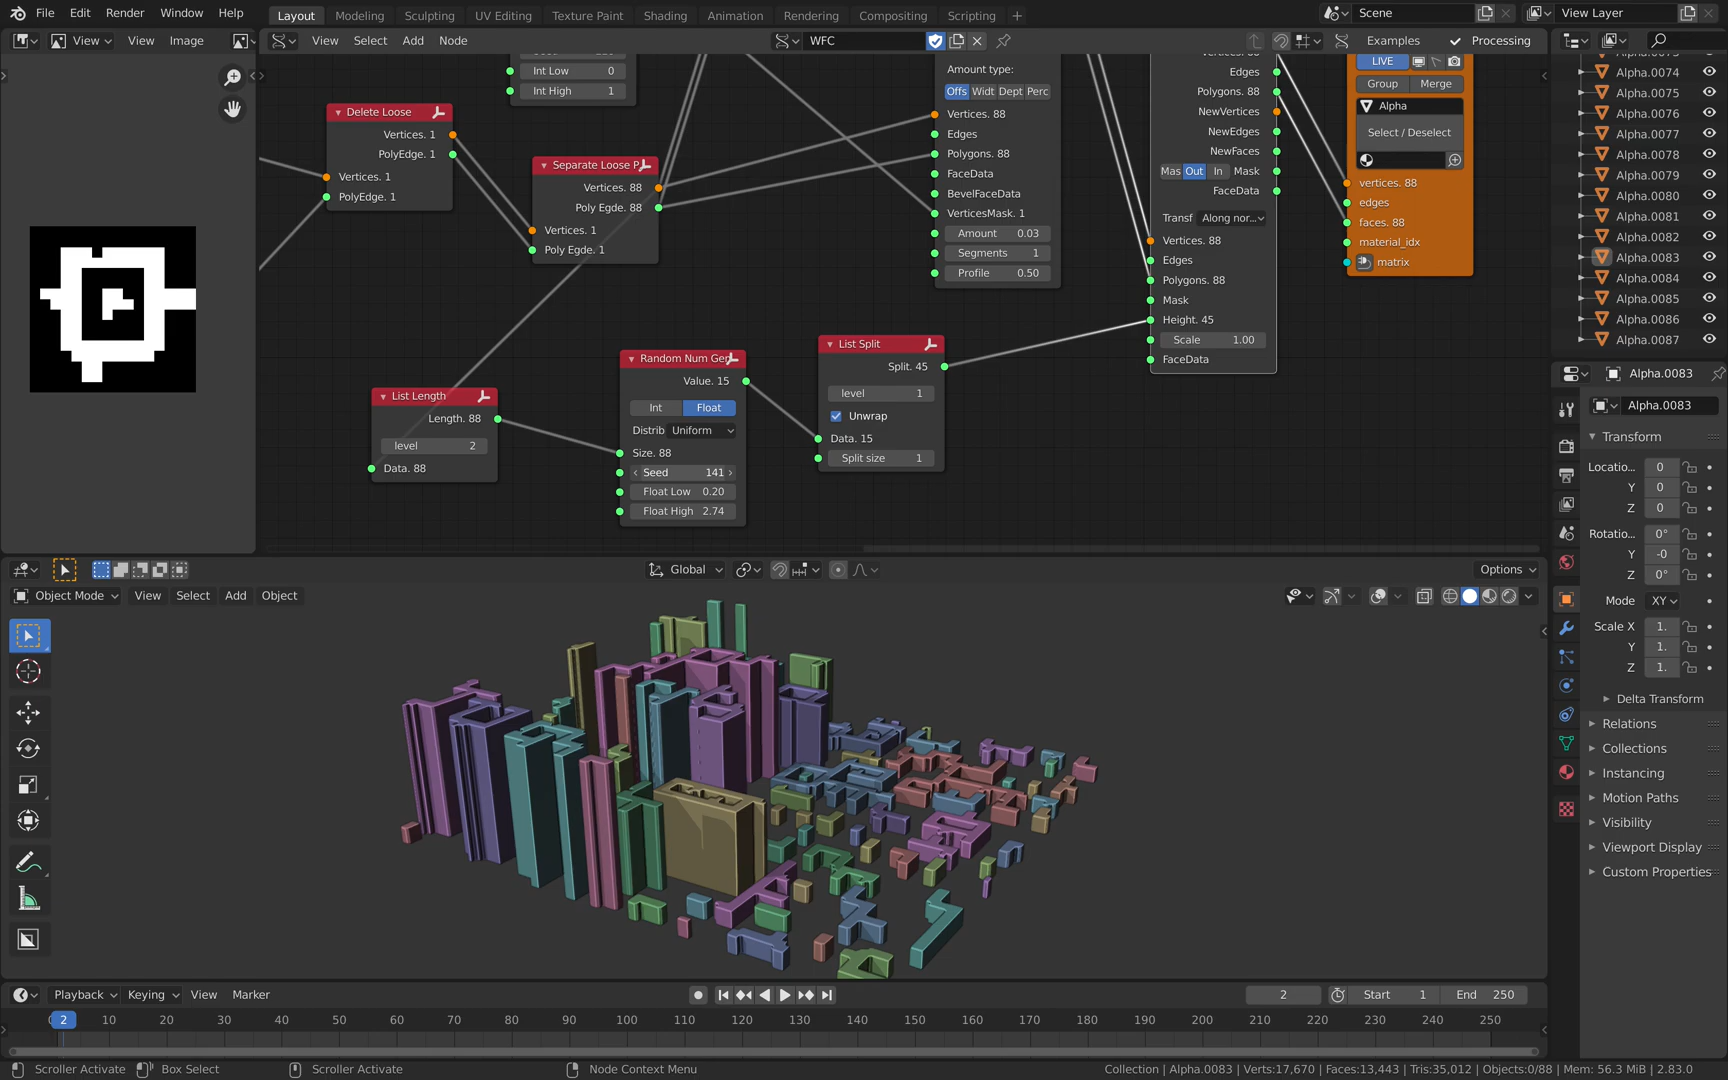 File Edit Render Window Help
Layout Modeling Sculpting UV Editing Texture Paint Shading Animation Rendering Compositing Scripting +
Scene
View Layer
View View Image
View Select Add Node
WFC
Examples Processing
Int Low 0
Int High 1
Delete Loose
Vertices. 1
PolyEdge. 1
Vertices. 1
PolyEdge. 1
Separate Loose P
Vertices. 88
Poly Egde. 88
Vertices. 1
Poly Egde. 1
List Length
Length. 88
level 2
Data. 88
Random Num Ger
Value. 15
Int Float
Distrib Uniform
Size. 88
Seed 141
Float Low 0.20
Float High 2.74
List Split
Split. 45
level 1
Unwrap
Data. 15
Split size 1
Amount type:
Offs Widt Dept Perc
Vertices. 88
Edges
Polygons. 88
FaceData
BevelFaceData
VerticesMask. 1
Amount 0.03
Segments 1
Profile 0.50
Edges
Polygons. 88
NewVertices
NewEdges
NewFaces
Mas Out In Mask
FaceData
Transf Along nor...
Vertices. 88
Edges
Polygons. 88
Mask
Height. 45
Scale 1.00
FaceData
LIVE
Group Merge
Alpha
Select / Deselect
vertices. 88
edges
faces. 88
material_idx
matrix
Alpha.0074
Alpha.0075
Alpha.0076
Alpha.0077
Alpha.0078
Alpha.0079
Alpha.0080
Alpha.0081
Alpha.0082
Alpha.0083
Alpha.0084
Alpha.0085
Alpha.0086
Alpha.0087
Alpha.0083
Alpha.0083
Transform
Locatio... 0
Y 0
Z 0
Rotatio... 0°
Y -0
Z 0°
Mode XY
Scale X 1.
Y 1.
Z 1.
Delta Transform
Relations
Collections
Instancing
Motion Paths
Visibility
Viewport Display
Custom Properties
Global
Options
Object Mode View Select Add Object
Playback Keying View Marker
2 Start 1 End 250
2 10 20 30 40 50 60 70 80 90 100 110 120 130 140 150 160 170 180 190 200 210 220 230 240 250
Scroller Activate Box Select Scroller Activate Node Context Menu
Collection | Alpha.0083 | Verts:17,670 | Faces:13,443 | Tris:35,012 | Objects:0/88 | Mem: 56.3 MiB | 2.83.0